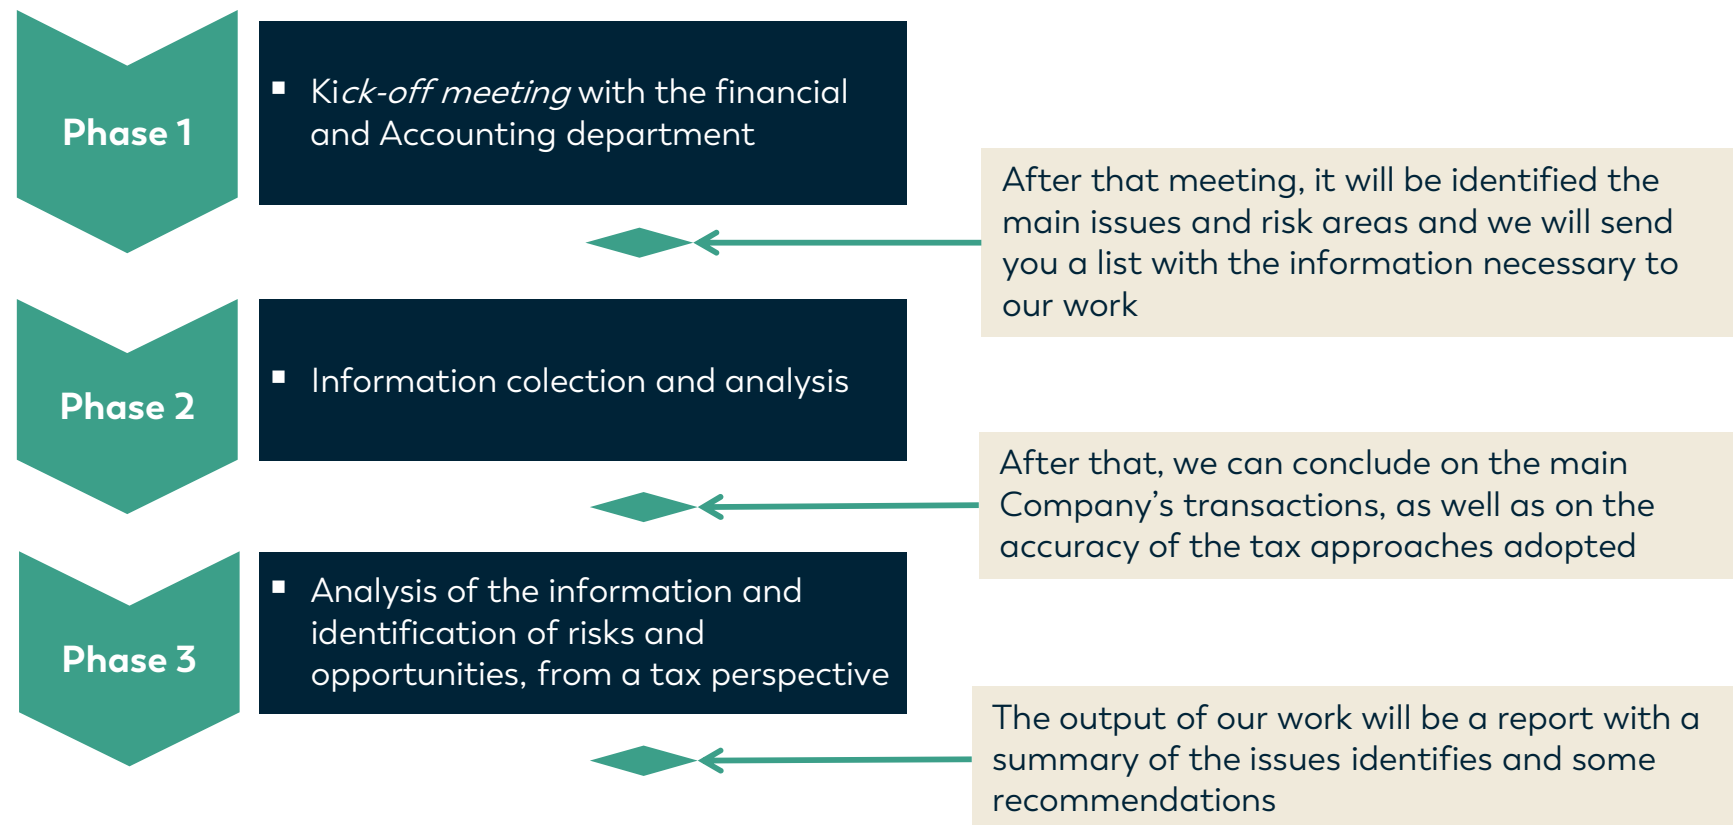 Phase 1
Kick-off meeting with the financial
and Accounting department
After that meeting, it will be identified the
main issues and risk areas and we will send
you a list with the information necessary to
our work
Phase 2
Information colection and analysis
After that, we can conclude on the main
Company's transactions, as well as on the
accuracy of the tax approaches adopted
Phase 3
Analysis of the information and
identification of risks and
opportunities, from a tax perspective
The output of our work will be a report with a
summary of the issues identifies and some
recommendations